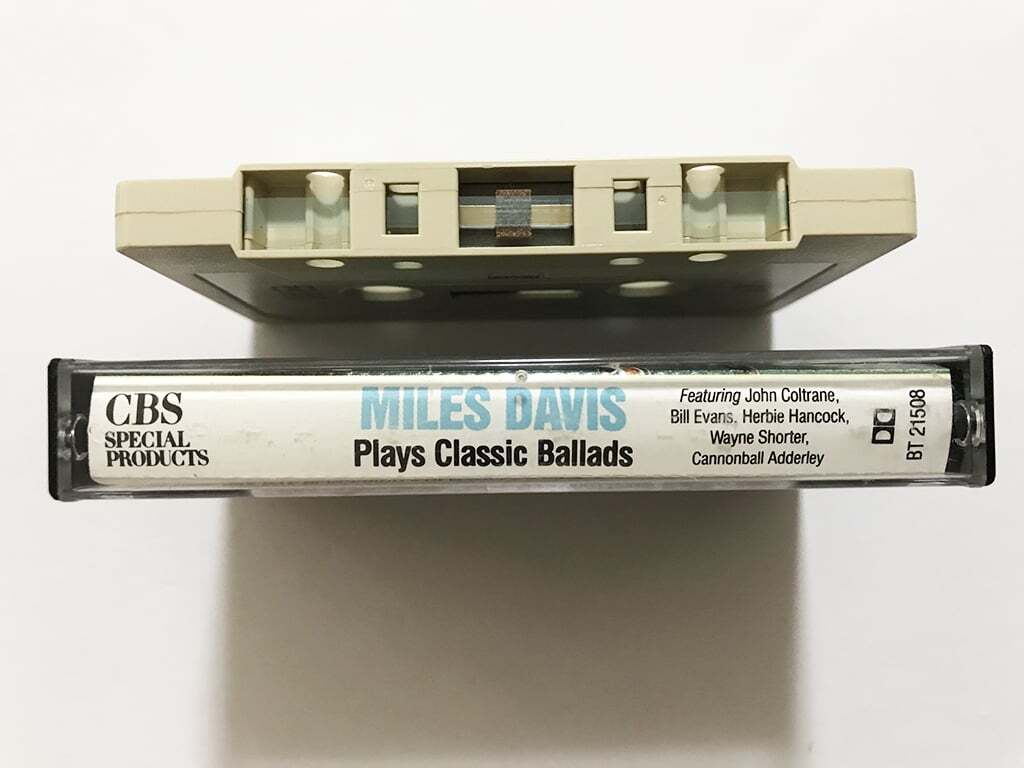 CBS
SPECIAL
PRODUCTS
MILES DAVIS
Plays Classic Ballads
Featuring John Coltrane,
Bill Evans, Herbie Hancock,
Wayne Shorter,
Cannonball Adderley
BT 21508